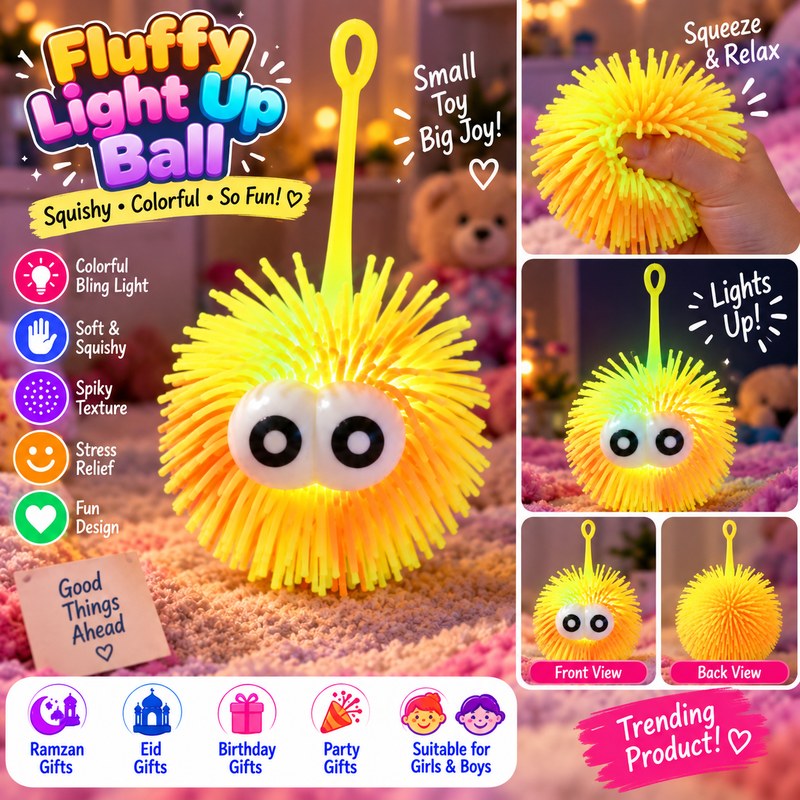 Fluffy
Light Up
Ball
Squishy • Colorful • So Fun!
Small
Toy
Big Joy!
Colorful
Bling Light
Soft &
Squishy
Spiky
Texture
Stress
Relief
Fun
Design
Good
Things
Ahead
Squeeze
& Relax
Lights
Up!
Front View
Back View
Ramzan
Gifts
Eid
Gifts
Birthday
Gifts
Party
Gifts
Suitable for
Girls & Boys
Trending
Product!